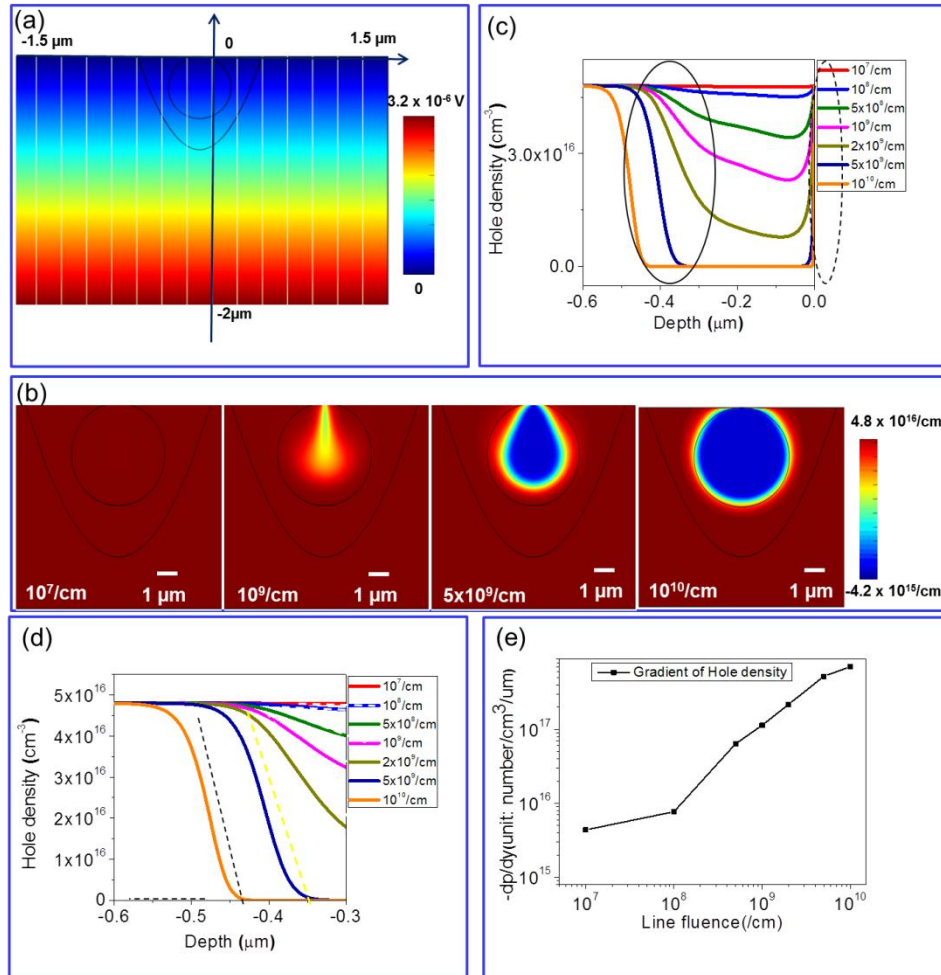 (a)
-1.5 µm
0
1.5 µm
3.2 x 10⁻⁶ V
0
-2µm
(c)
Hole density (cm⁻³)
3.0x10¹⁶
0.0
-0.6
-0.4
-0.2
0.0
Depth (µm)
10⁷/cm
10⁸/cm
5x10⁸/cm
10⁹/cm
2x10⁹/cm
5x10⁹/cm
10¹⁰/cm
(b)
10⁷/cm
1 µm
10⁹/cm
1 µm
5x10⁹/cm
1 µm
10¹⁰/cm
1 µm
4.8 x 10¹⁶/cm
-4.2 x 10¹⁵/cm
(d)
Hole density (cm⁻³)
5x10¹⁶
4x10¹⁶
3x10¹⁶
2x10¹⁶
1x10¹⁶
0
-0.6
-0.5
-0.4
-0.3
Depth (µm)
10⁷/cm
10⁸/cm
5x10⁸/cm
10⁹/cm
2x10⁹/cm
5x10⁹/cm
10¹⁰/cm
(e)
Gradient of Hole density
-dp/dy(unit: number/cm³/um)
10¹⁷
10¹⁶
10¹⁵
10⁷
10⁸
10⁹
10¹⁰
Line fluence(/cm)